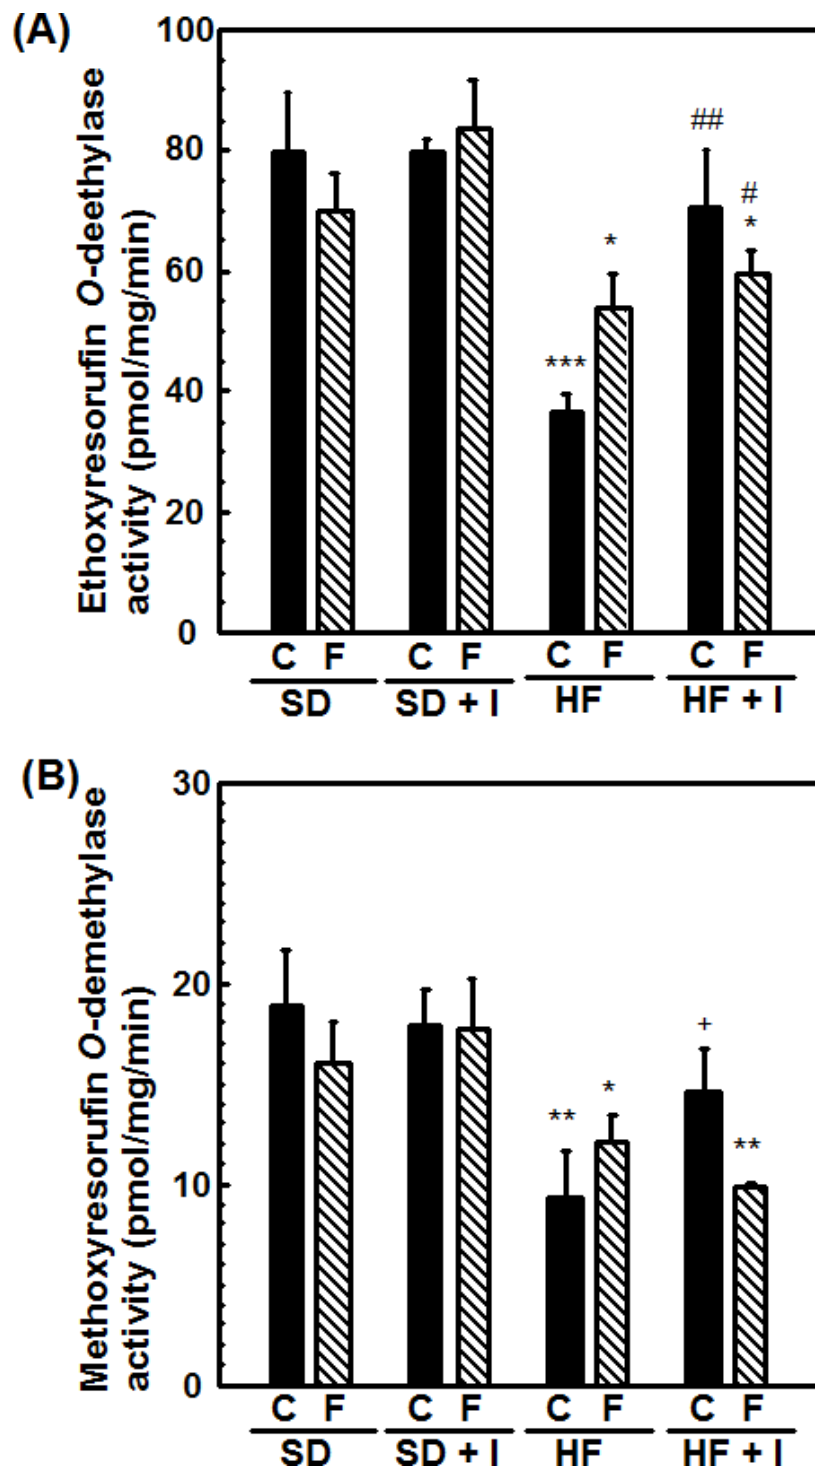 (A)
Ethoxyresorufin O-deethylase
activity (pmol/mg/min)
100
80
60
40
20
0
##
#
*
*
***
C F C F C F C F
SD SD + I HF HF + I
(B)
Methoxyresorufin O-demethylase
activity (pmol/mg/min)
30
20
10
0
+
** * **
C F C F C F C F
SD SD + I HF HF + I